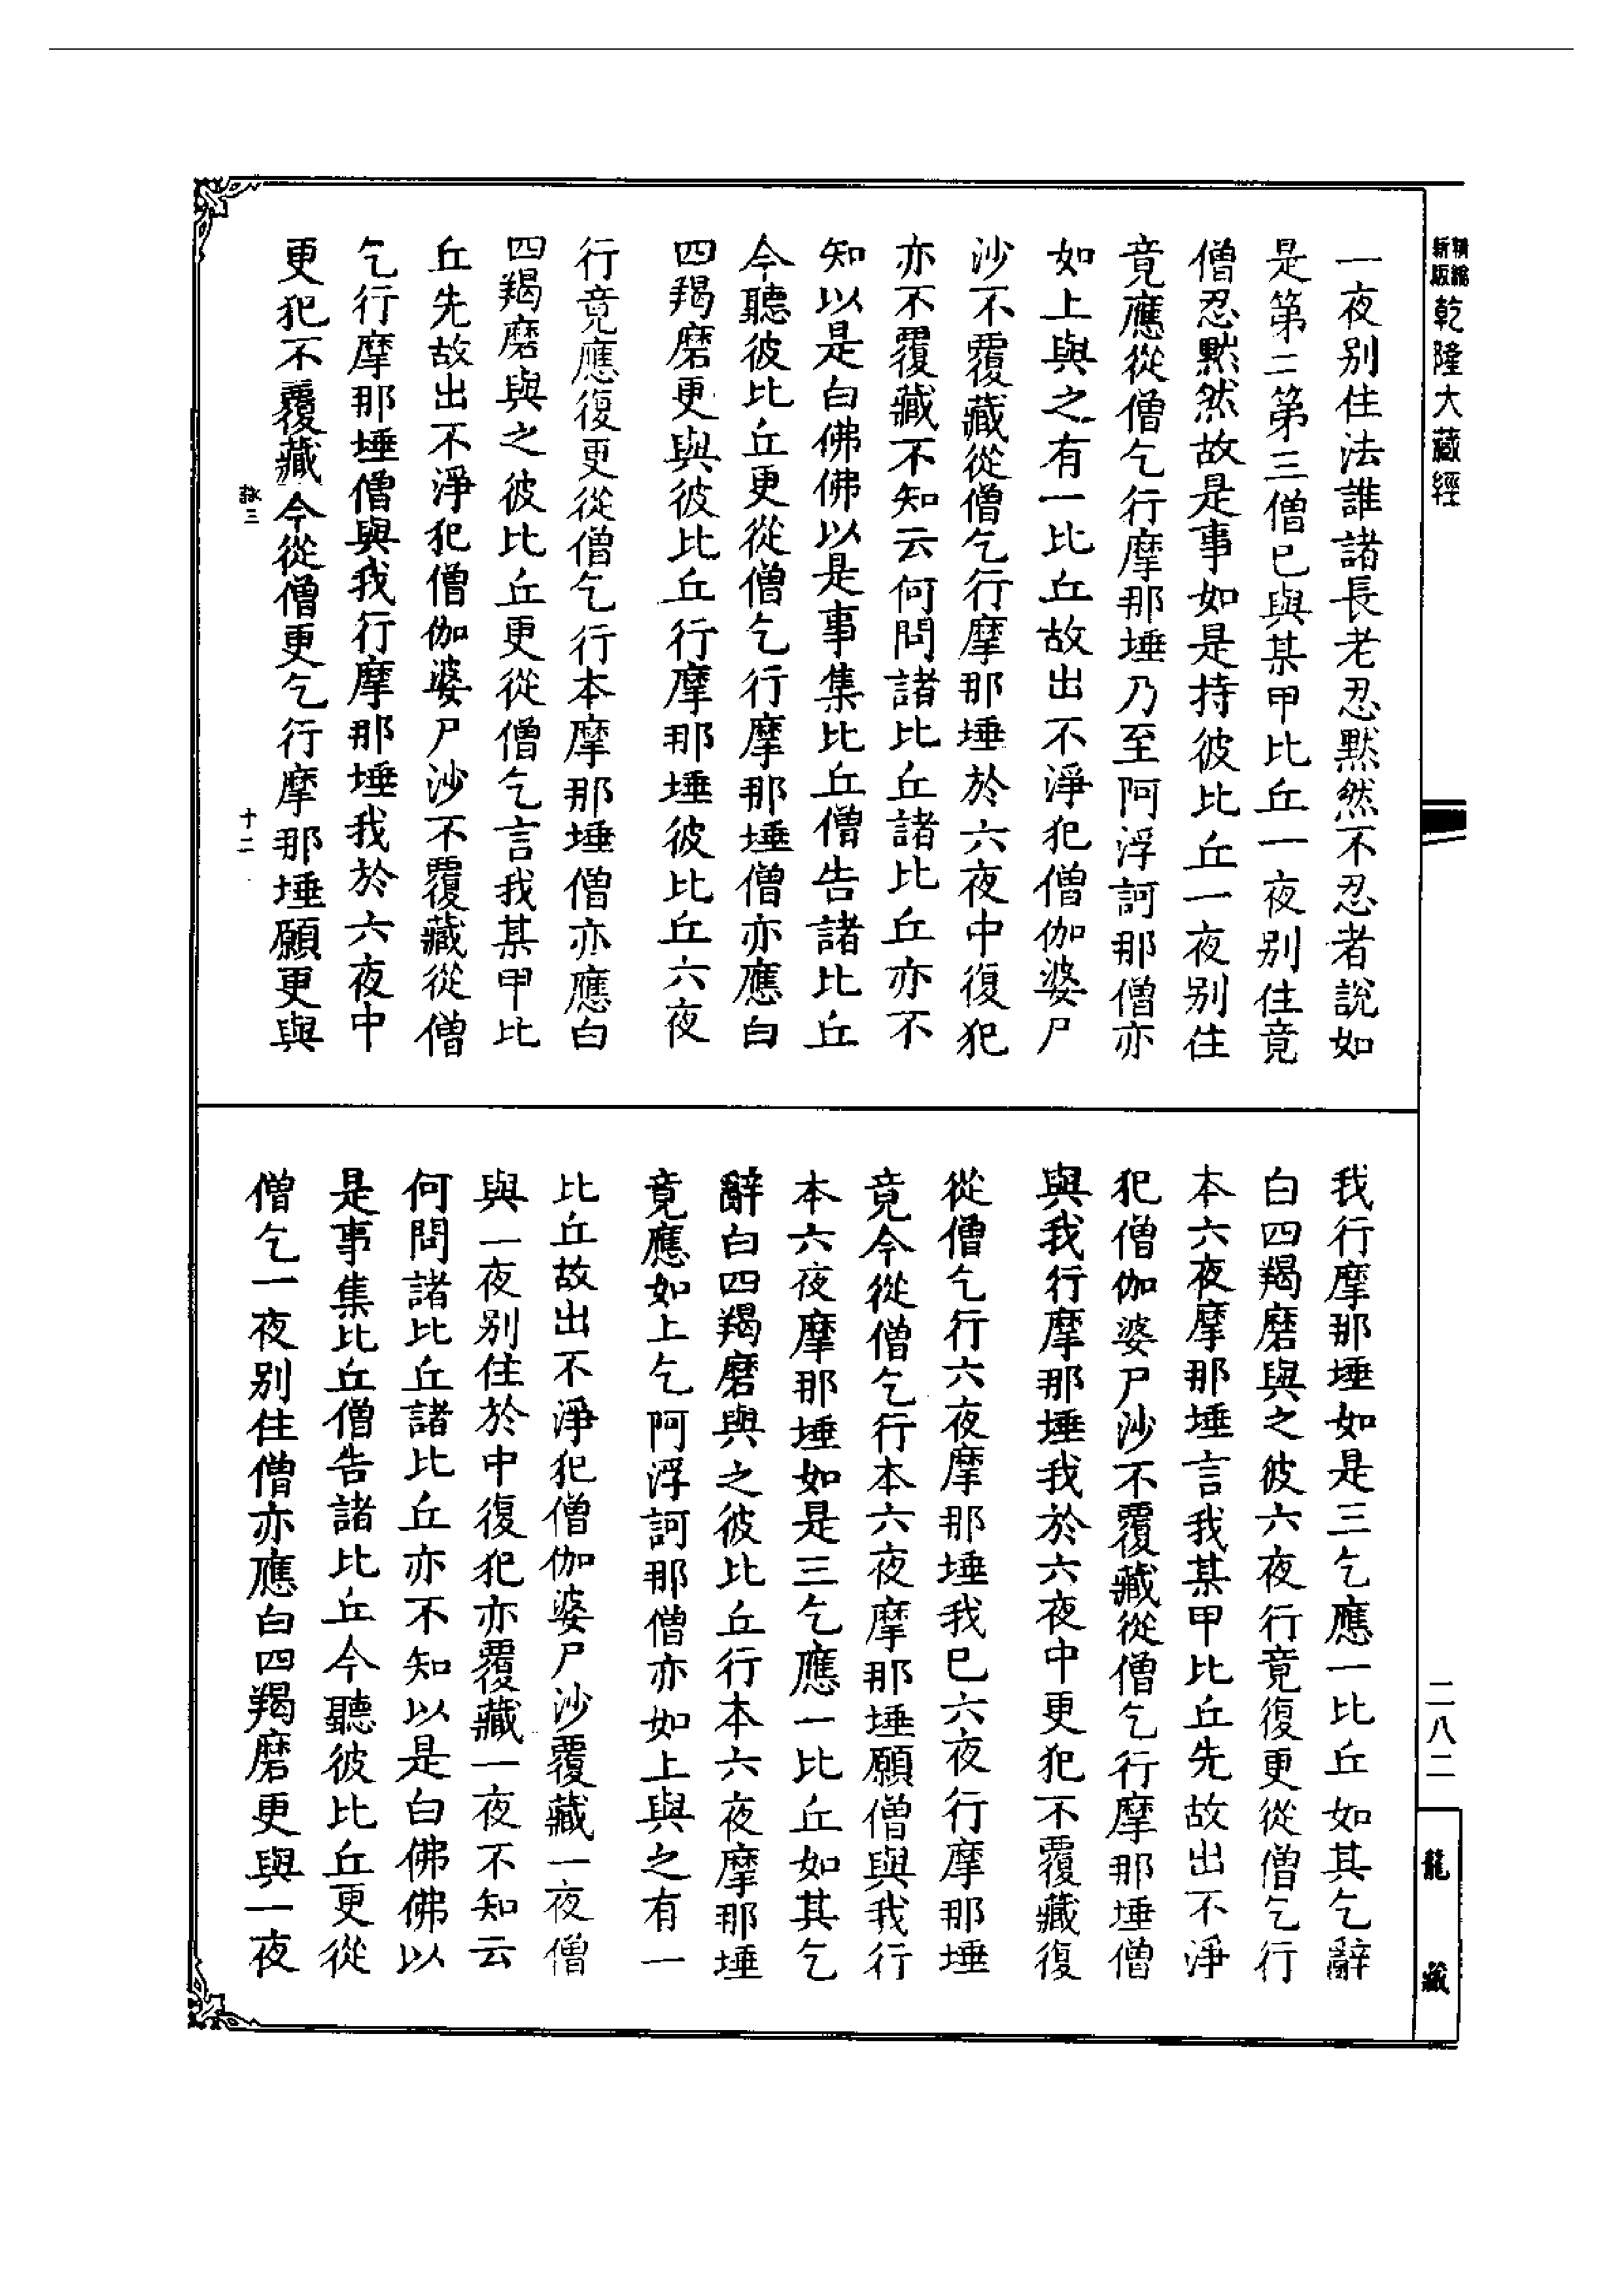 新編
新版
乾隆大藏經
一夜别住法誰諸長老忍默然不忍者說如
是第二第三僧已與某甲比丘一夜别住竟
僧忍黙然故是事如是持彼比丘一夜别住
竟應從僧乞行摩那埵乃至阿浮訶那僧亦
如上與之有一比丘故出不淨犯僧伽婆尸
沙不覆藏從僧乞行摩那埵於六夜中復犯
亦不覆藏不知云何問諸比丘諸比丘亦不
知以是白佛佛以是事集比丘僧告諸比丘
今聽彼比丘更從僧乞行摩那埵僧亦應白
四羯磨更與彼比丘行摩那埵彼比丘六夜
行竟應復更從僧乞行本摩那埵僧亦應白
四羯磨與之彼比丘更從僧乞言我某甲比
丘先故出不淨犯僧伽婆尸沙不覆藏從僧
乞行摩那埵僧與我行摩那埵我於六夜中
更犯不覆藏今從僧更乞行摩那埵願更與
三
十二
我行摩那埵如是三乞應一比丘如其乞辭
白四羯磨與之彼六夜行竟復更從僧乞行
本六夜摩那埵言我某甲比丘先故出不淨
犯僧伽婆尸沙不覆藏從僧乞行摩那埵僧
與我行摩那埵我於六夜中更犯不覆藏復
從僧乞行六夜摩那埵我已六夜行摩那埵
竟今從僧乞行本六夜摩那埵願僧與我行
本六夜摩那埵如是三乞應一比丘如其乞
辭白四羯磨與之彼比丘行本六夜摩那埵
竟應如上乞阿浮訶那僧亦如上與之有一
比丘故出不淨犯僧伽婆尸沙覆藏一夜僧
與一夜别住於中復犯亦覆藏一夜不知云
何問諸比丘諸比丘亦不知以是白佛佛以
是事集比丘僧告諸比丘今聽彼比丘更從
僧乞一夜别住僧亦應白四羯磨更與一夜
二八二
龍藏